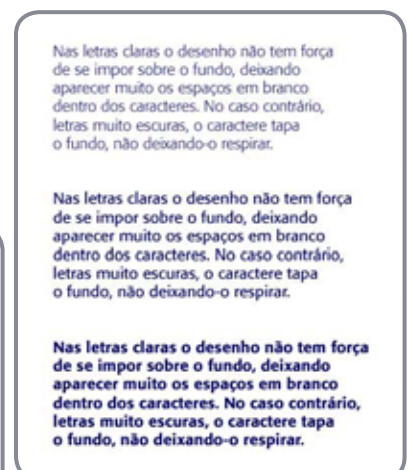 Nas letras claras o desenho não tem força
de se impor sobre o fundo, deixando
aparecer muito os espaços em branco
dentro dos caracteres. No caso contrário,
letras muito escuras, o caractere tapa
o fundo, não deixando-o respirar.
Nas letras claras o desenho não tem força
de se impor sobre o fundo, deixando
aparecer muito os espaços em branco
dentro dos caracteres. No caso contrário,
letras muito escuras, o caractere tapa
o fundo, não deixando-o respirar.
Nas letras claras o desenho não tem força
de se impor sobre o fundo, deixando
aparecer muito os espaços em branco
dentro dos caracteres. No caso contrário,
letras muito escuras, o caractere tapa
o fundo, não deixando-o respirar.